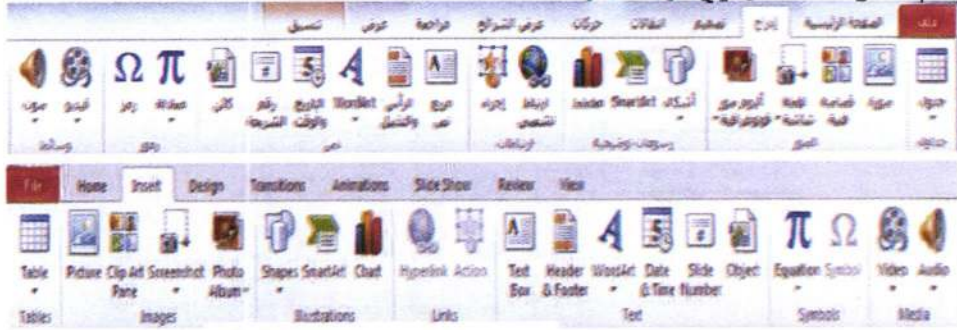 ملف الصفحة الرئيسية إدراج تصميم انتقالات حركات عرض الشرائح مراجعة عرض تنسيق
جدول صورة قصاصة فنية لقطة شاشة ألبوم صور فوتوغرافية أشكال SmartArt ارتباط تشعبي إجراء مربع نص الرأس والتذييل WordArt التاريخ والوقت رقم الشريحة كائن معادلة رمز فيديو صوت
جداول الصور رسومات توضيحية ارتباطات نص رموز وسائط
File Home Insert Design Transitions Animations Slide Show Review View
Table Picture Clip Art Screenshot Photo Shapes SmartArt Chart Hyperlink Action Text Header WordArt Date Slide Object Equation Symbol Video Audio
Pane Album Box & Footer & Time Number
Tables Images Illustrations Links Text Symbols Media